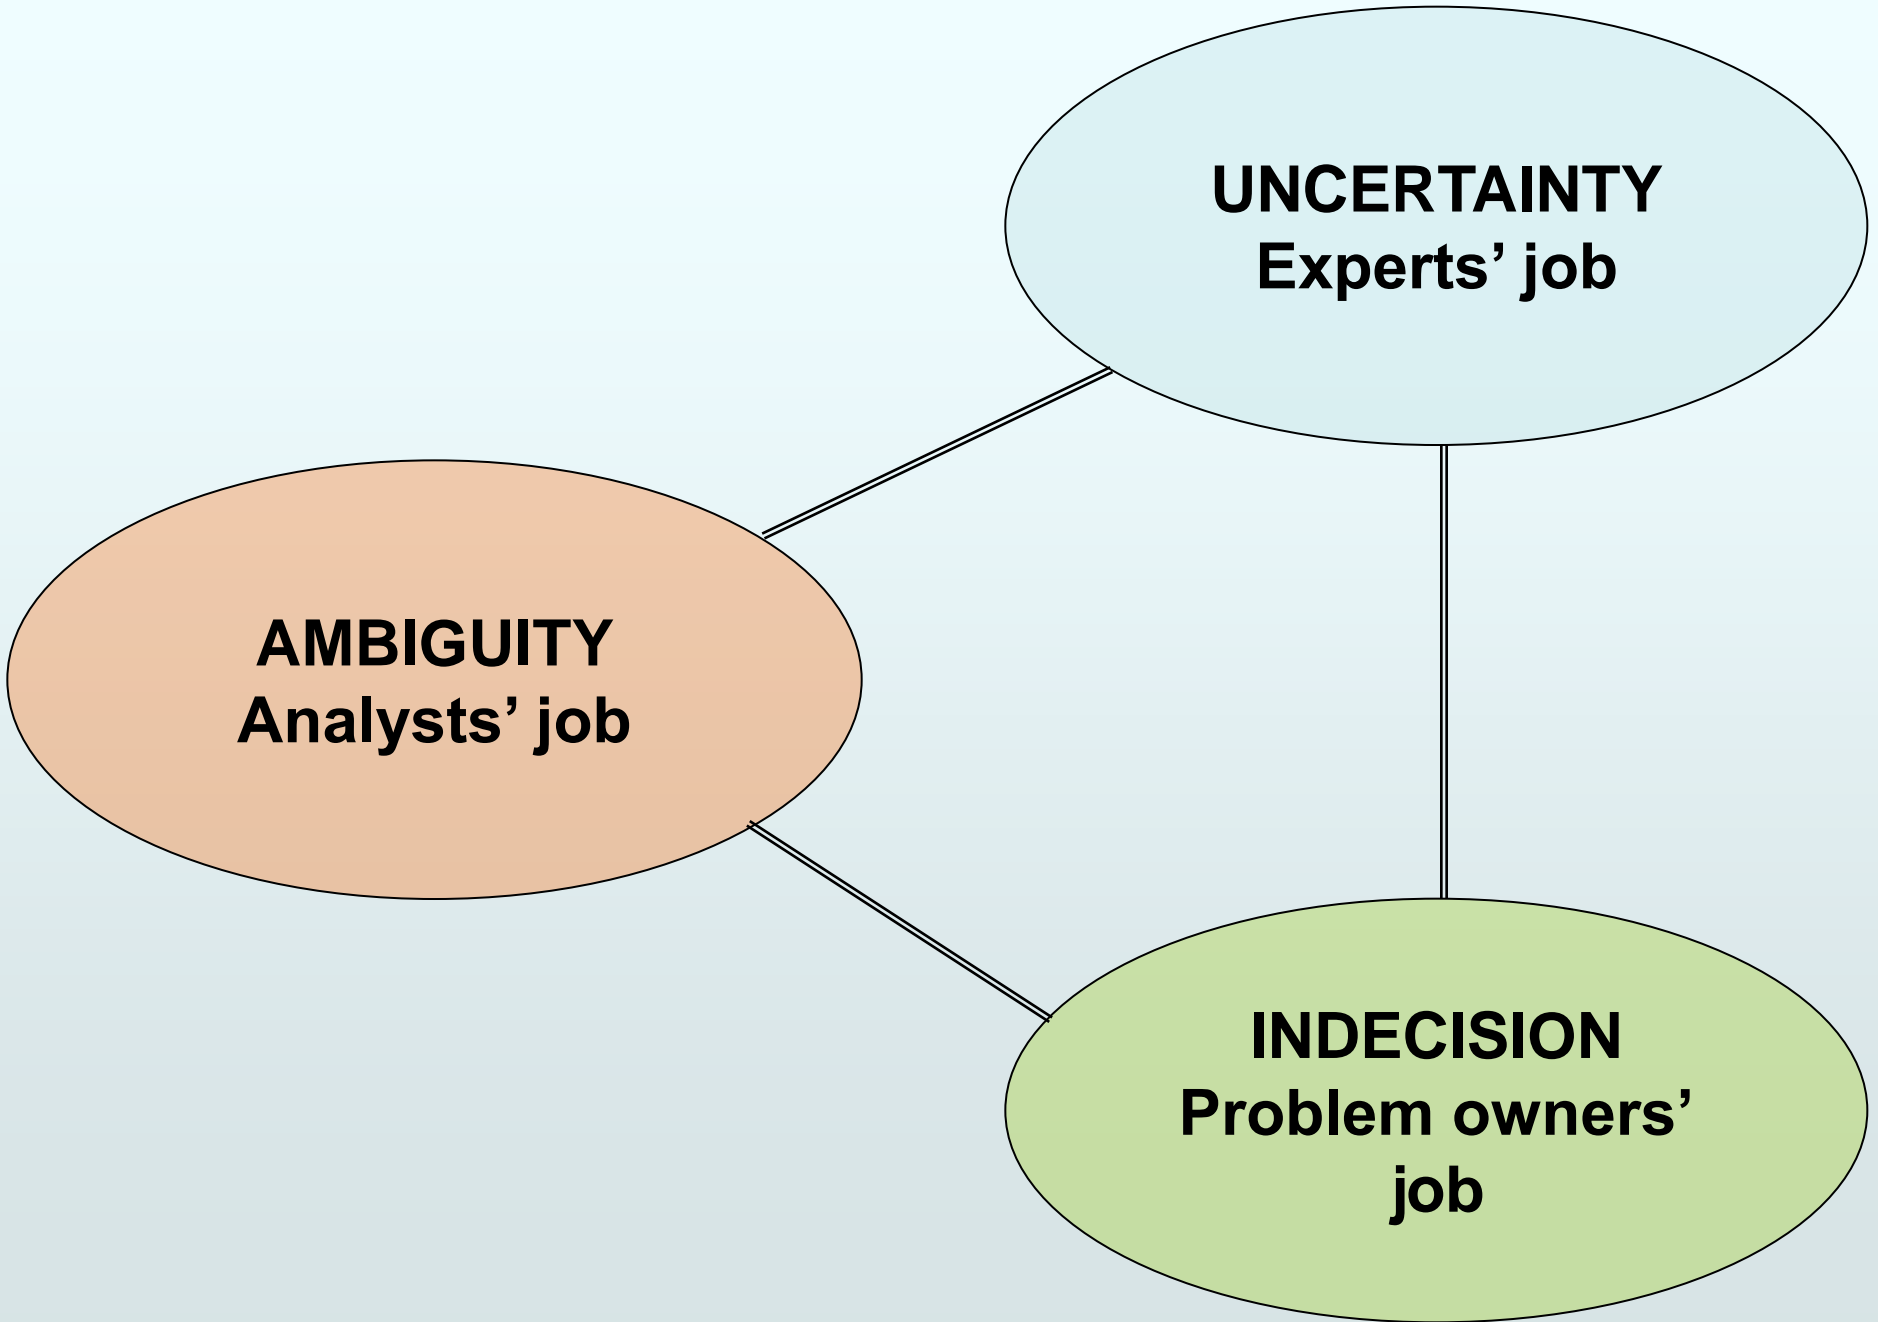 UNCERTAINTY
Experts’ job
AMBIGUITY
Analysts’ job
INDECISION
Problem owners’
job